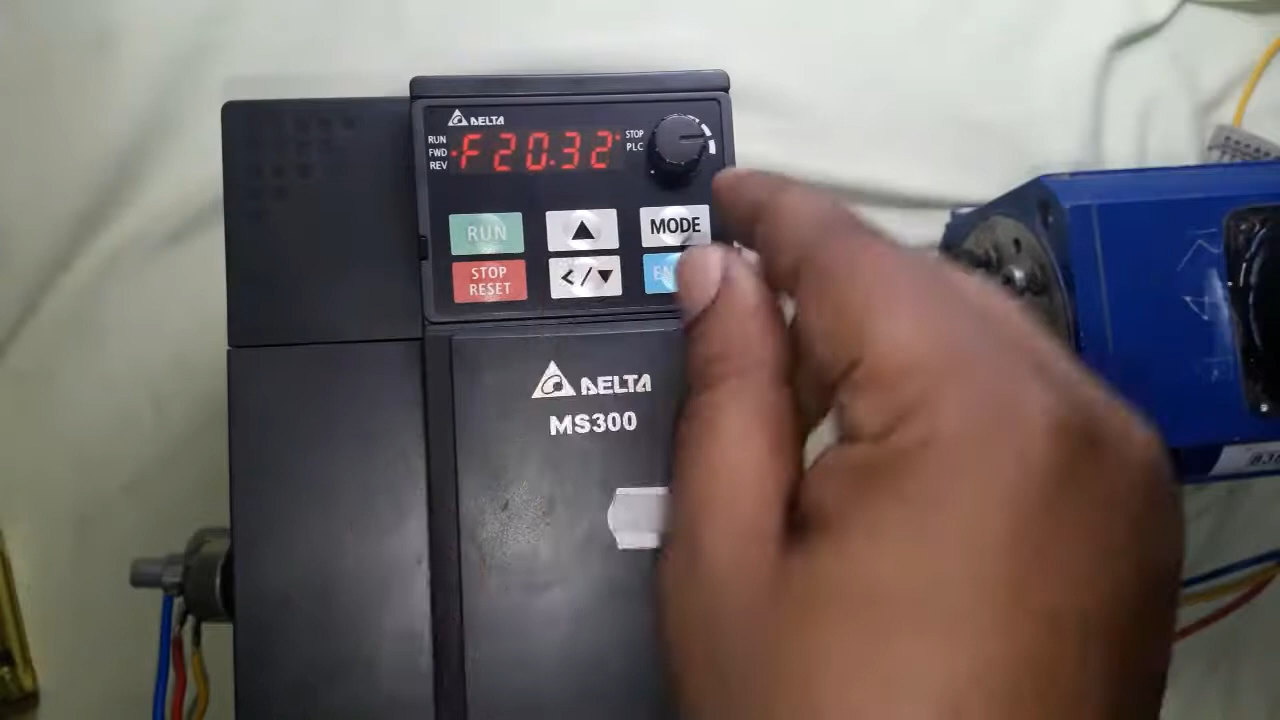 DELTA
RUN
FWD
REV
F20.32
STOP
PLC
RUN
▲
MODE
STOP
RESET
</▼
DELTA
MS300